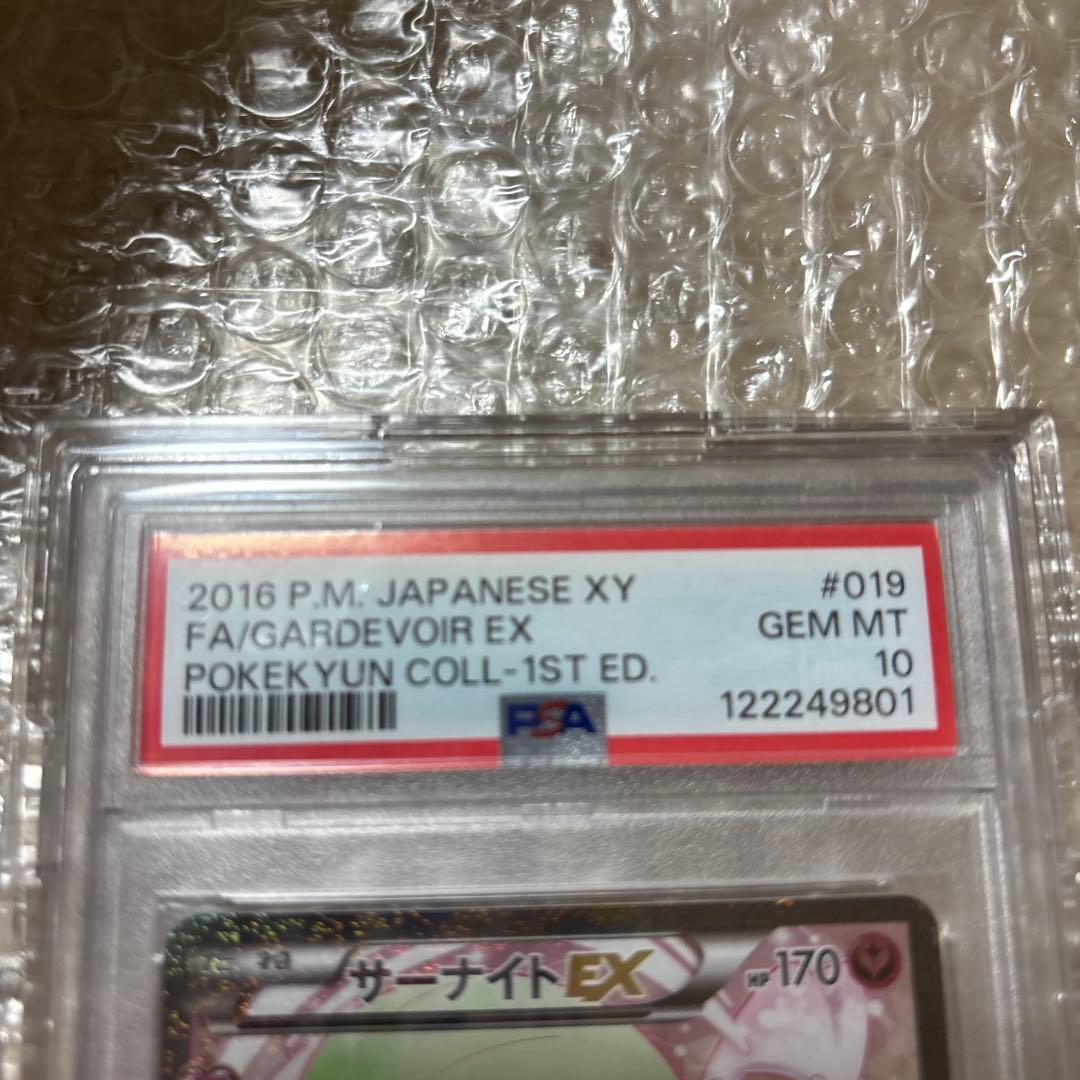 2016 P.M. JAPANESE XY #019
FA/GARDEVOIR EX GEM MT
POKEKYUN COLL-1ST ED. 10
122249801
PSA
サーナイトEX HP170